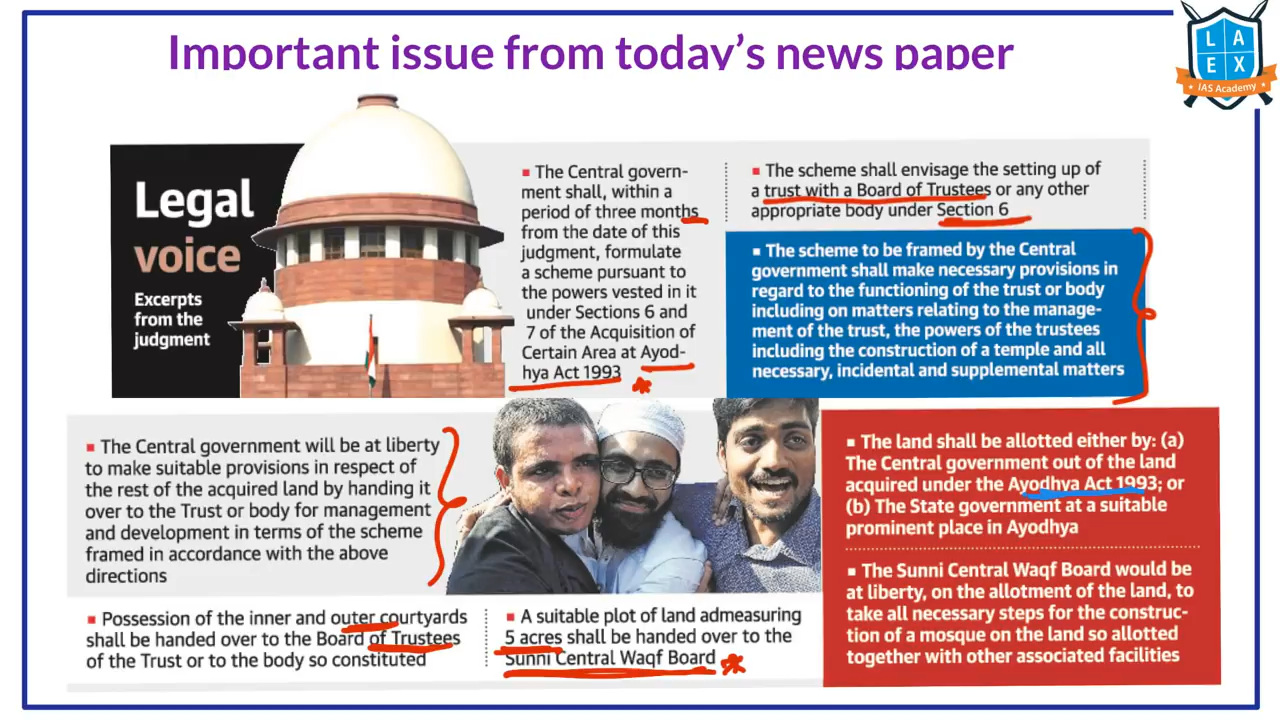 Important issue from today's news paper
L A
E X
IAS Academy
Legal
voice
Excerpts
from the
judgment
▪ The Central govern-
ment shall, within a
period of three months
from the date of this
judgment, formulate
a scheme pursuant to
the powers vested in it
under Sections 6 and
7 of the Acquisition of
Certain Area at Ayod-
hya Act 1993
▪ The scheme shall envisage the setting up of
a trust with a Board of Trustees or any other
appropriate body under Section 6
▪ The scheme to be framed by the Central
government shall make necessary provisions in
regard to the functioning of the trust or body
including on matters relating to the manage-
ment of the trust, the powers of the trustees
including the construction of a temple and all
necessary, incidental and supplemental matters
▪ The Central government will be at liberty
to make suitable provisions in respect of
the rest of the acquired land by handing it
over to the Trust or body for management
and development in terms of the scheme
framed in accordance with the above
directions
▪ The land shall be allotted either by: (a)
The Central government out of the land
acquired under the Ayodhya Act 1993; or
(b) The State government at a suitable
prominent place in Ayodhya
▪ The Sunni Central Waqf Board would be
at liberty, on the allotment of the land, to
take all necessary steps for the construc-
tion of a mosque on the land so allotted
together with other associated facilities
▪ Possession of the inner and outer courtyards
shall be handed over to the Board of Trustees
of the Trust or to the body so constituted
▪ A suitable plot of land admeasuring
5 acres shall be handed over to the
Sunni Central Waqf Board